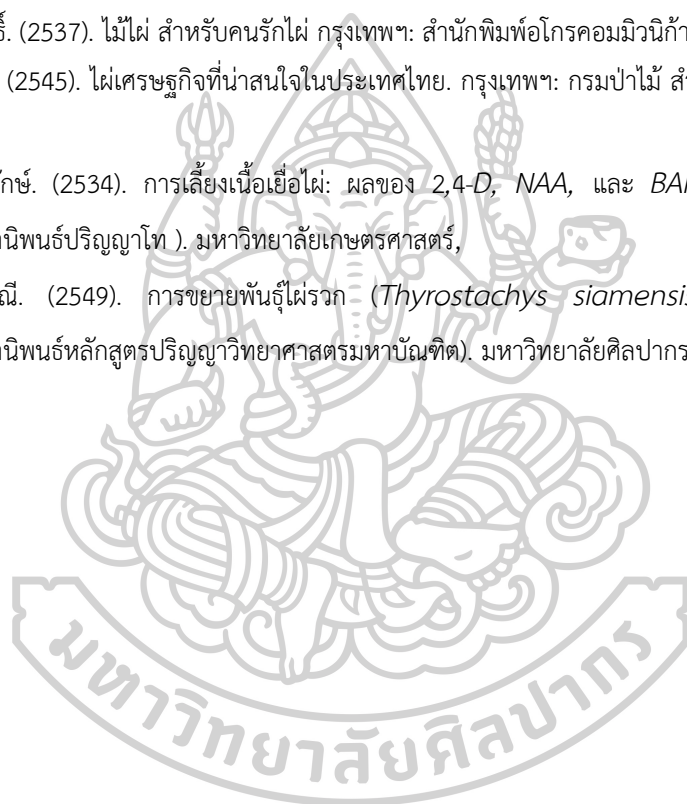 ธิ์. (2537). ไม้ไผ่ สำหรับคนรักไผ่ กรุงเทพฯ: สำนักพิมพ์อโกรคอมมิวนิก้า
(2545). ไผ่เศรษฐกิจที่น่าสนใจในประเทศไทย. กรุงเทพฯ: กรมป่าไม้
(2534). การเลี้ยงเนื้อเยื่อไผ่: ผลของ 2,4-D, NAA, และ BA
นิพนธ์ปริญญาโท ). มหาวิทยาลัยเกษตรศาสตร์,
ณี. (2549). การขยายพันธุ์ไผ่รวก (Thyrostachys siamensis
นิพนธ์หลักสูตรปริญญาวิทยาศาสตรมหาบัณฑิต). มหาวิทยาลัยศิลปากร
มหาวิทยาลัยศิลปากร